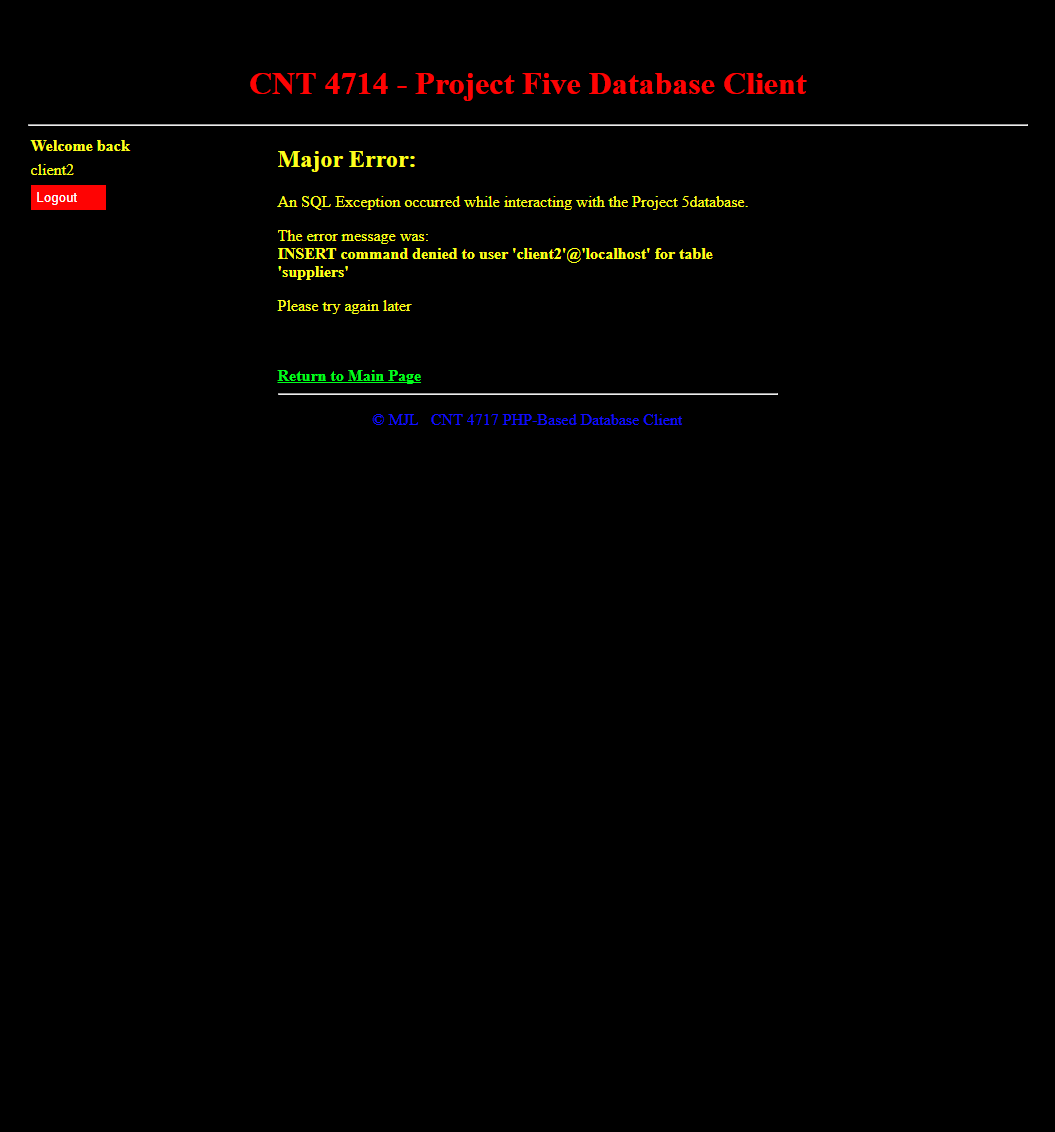 CNT 4714 - Project Five Database Client
Welcome back
client2
Logout
Major Error:
An SQL Exception occurred while interacting with the Project 5database.
The error message was:
INSERT command denied to user 'client2'@'localhost' for table
'suppliers'
Please try again later
Return to Main Page
© MJL   CNT 4717 PHP-Based Database Client